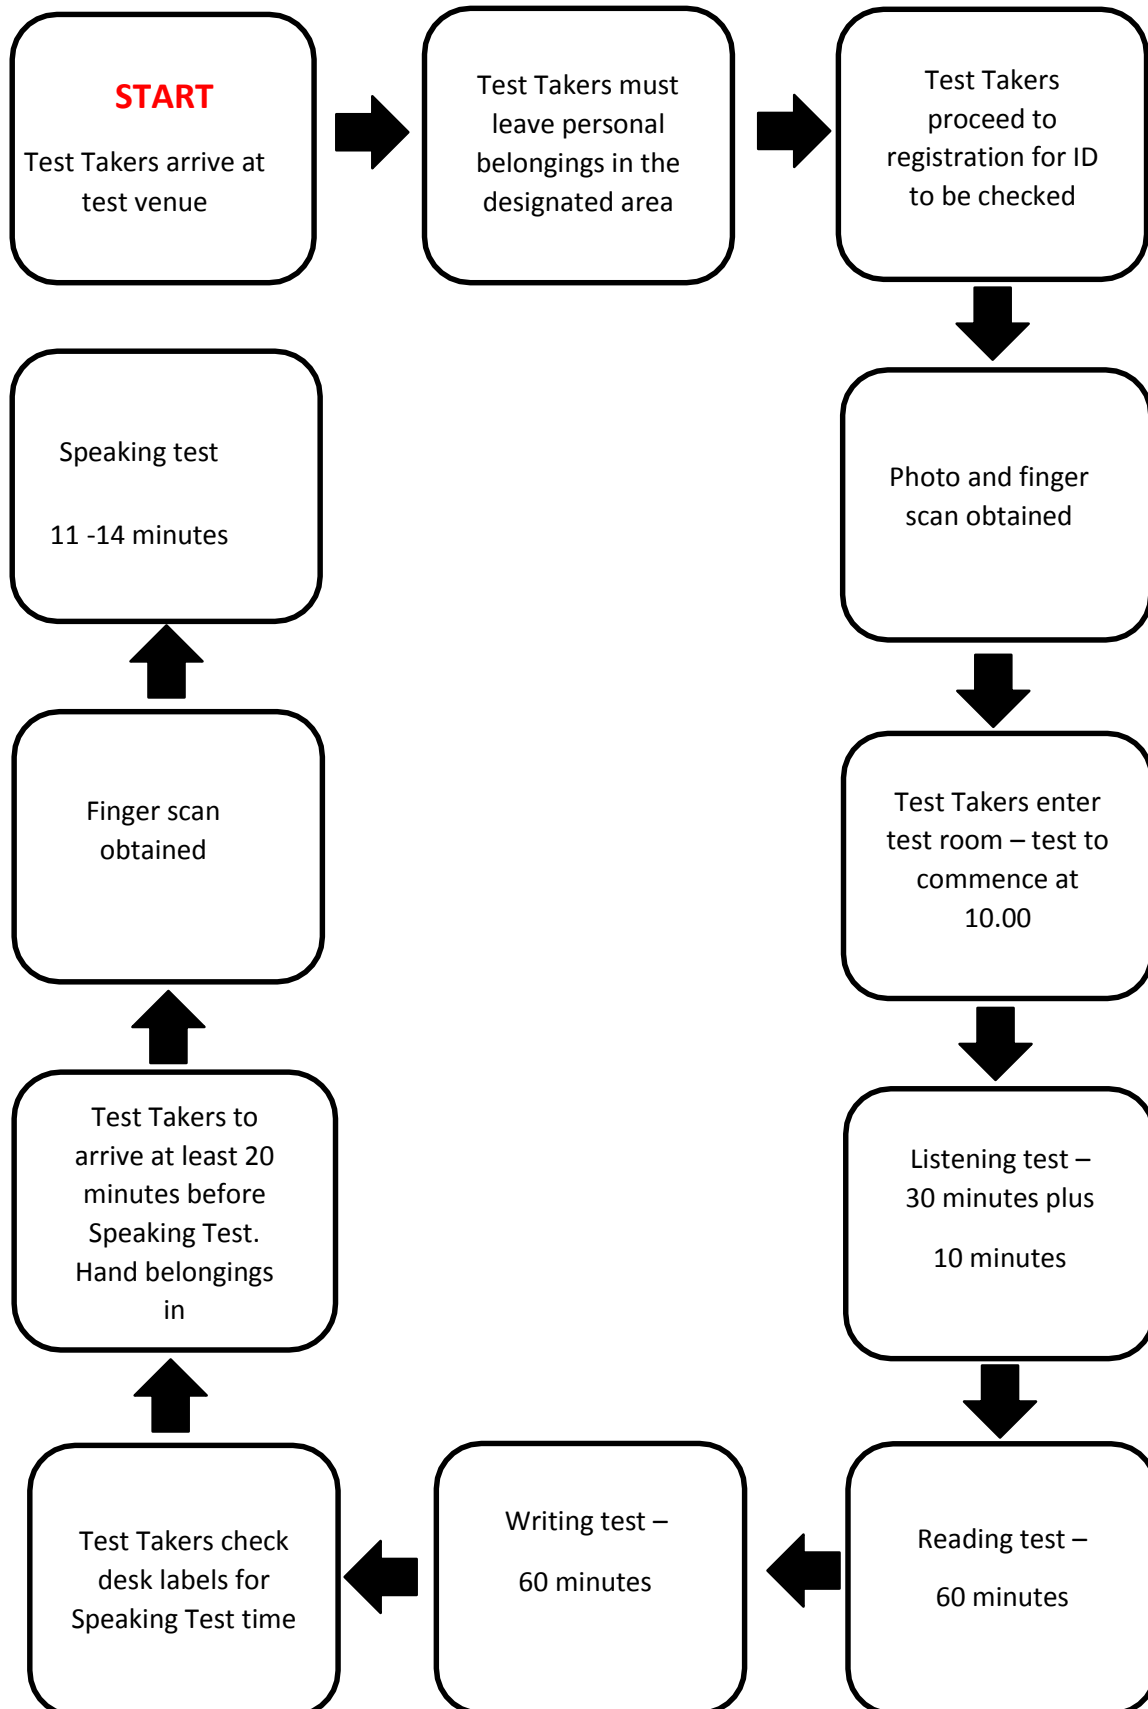 START
Test Takers arrive at
test venue
Test Takers must
leave personal
belongings in the
designated area
Test Takers
proceed to
registration for ID
to be checked
Photo and finger
scan obtained
Test Takers enter
test room – test to
commence at
10.00
Listening test –
30 minutes plus
10 minutes
Reading test –
60 minutes
Writing test –
60 minutes
Test Takers check
desk labels for
Speaking Test time
Test Takers to
arrive at least 20
minutes before
Speaking Test.
Hand belongings
in
Finger scan
obtained
Speaking test
11 -14 minutes